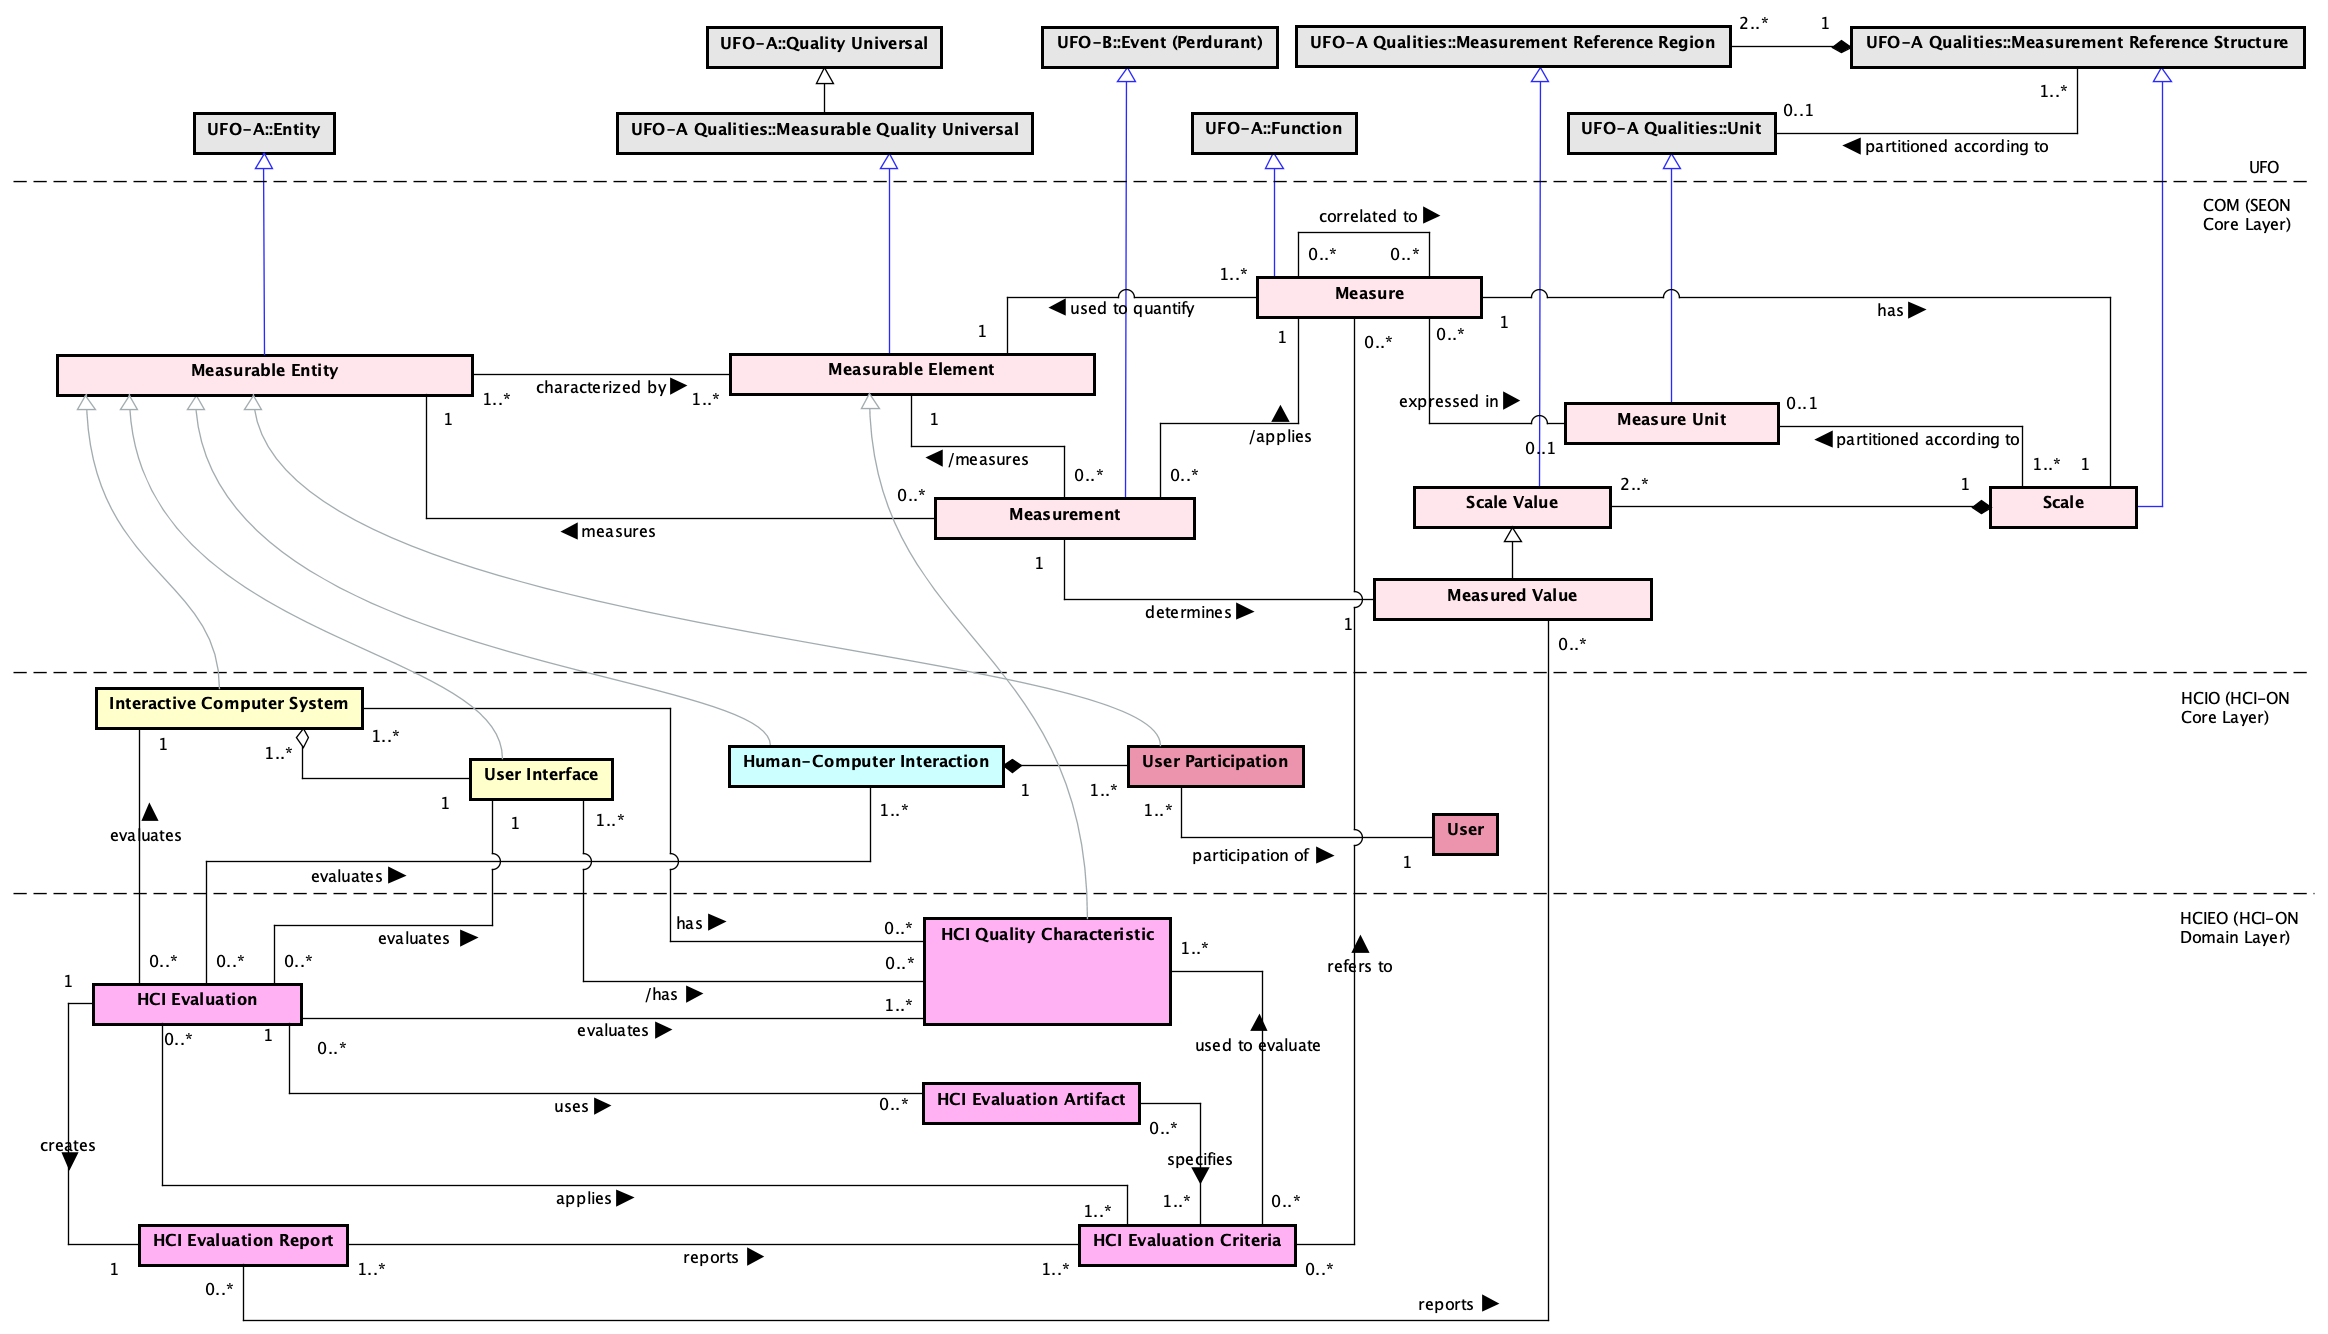 2..*
1
UFO-A::Quality Universal
UFO-B::Event (Perdurant)
UFO-A Qualities::Measurement Reference Region
UFO-A Qualities::Measurement Reference Structure
1..*
0..1
UFO-A::Entity
UFO-A Qualities::Measurable Quality Universal
UFO-A::Function
UFO-A Qualities::Unit
partitioned according to
UFO
COM (SEON
Core Layer)
correlated to
0..*
0..*
1..*
Measure
used to quantify
has
1
1
1
0..*
0..*
Measurable Entity
Measurable Element
characterized by
1..*
1..*
expressed in
0..1
Measure Unit
1
1
/applies
partitioned according to
0..1
/measures
1..*
1
0..*
0..*
0..*
2..*
1
Scale Value
Scale
Measurement
measures
1
Measured Value
determines
1
0..*
Interactive Computer System
HCIO (HCI-ON
Core Layer)
1
1..*
1..*
User Interface
Human-Computer Interaction
User Participation
1
1
1..*
1..*
1..*
1
1..*
User
evaluates
participation of
1
evaluates
has
0..*
HCI Quality Characteristic
HCIEO (HCI-ON
Domain Layer)
evaluates
1..*
0..*
0..*
0..*
0..*
refers to
1
/has
HCI Evaluation
1..*
evaluates
0..*
1
0..*
used to evaluate
HCI Evaluation Artifact
uses
0..*
0..*
creates
specifies
applies
1..*
1..*
0..*
HCI Evaluation Report
HCI Evaluation Criteria
reports
1
1..*
1..*
0..*
0..*
reports